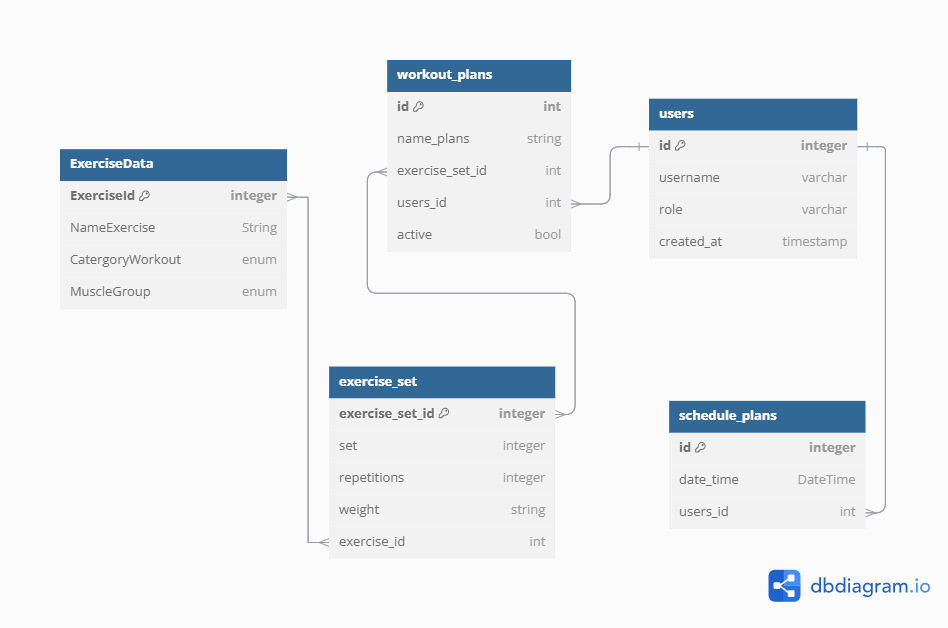 workout_plans
id int
name_plans string
exercise_set_id int
users_id int
active bool
users
id integer
username varchar
role varchar
created_at timestamp
ExerciseData
ExerciseId integer
NameExercise String
CatergoryWorkout enum
MuscleGroup enum
exercise_set
exercise_set_id integer
set integer
repetitions integer
weight string
exercise_id int
schedule_plans
id integer
date_time DateTime
users_id int
dbdiagram.io